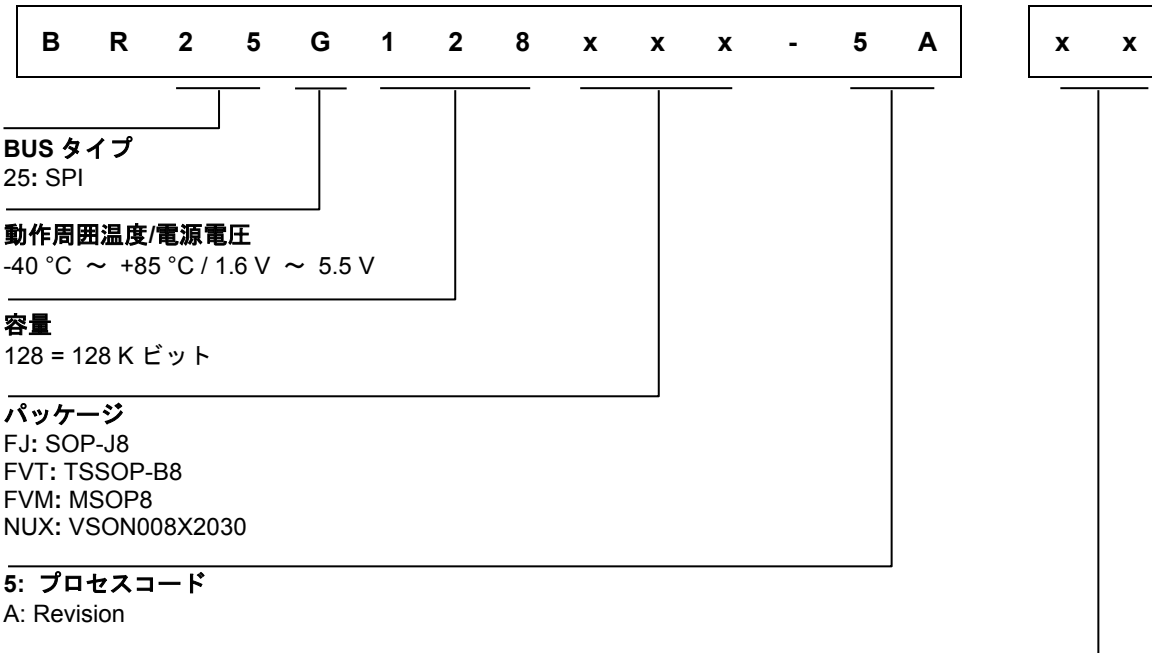 B R 2 5 G 1 2 8 x x x - 5 A x x
BUS タイプ
25: SPI
動作周囲温度/電源電圧
-40 °C ～ +85 °C / 1.6 V ～ 5.5 V
容量
128 = 128 K ビット
パッケージ
FJ: SOP-J8
FVT: TSSOP-B8
FVM: MSOP8
NUX: VSON008X2030
5: プロセスコード
A: Revision